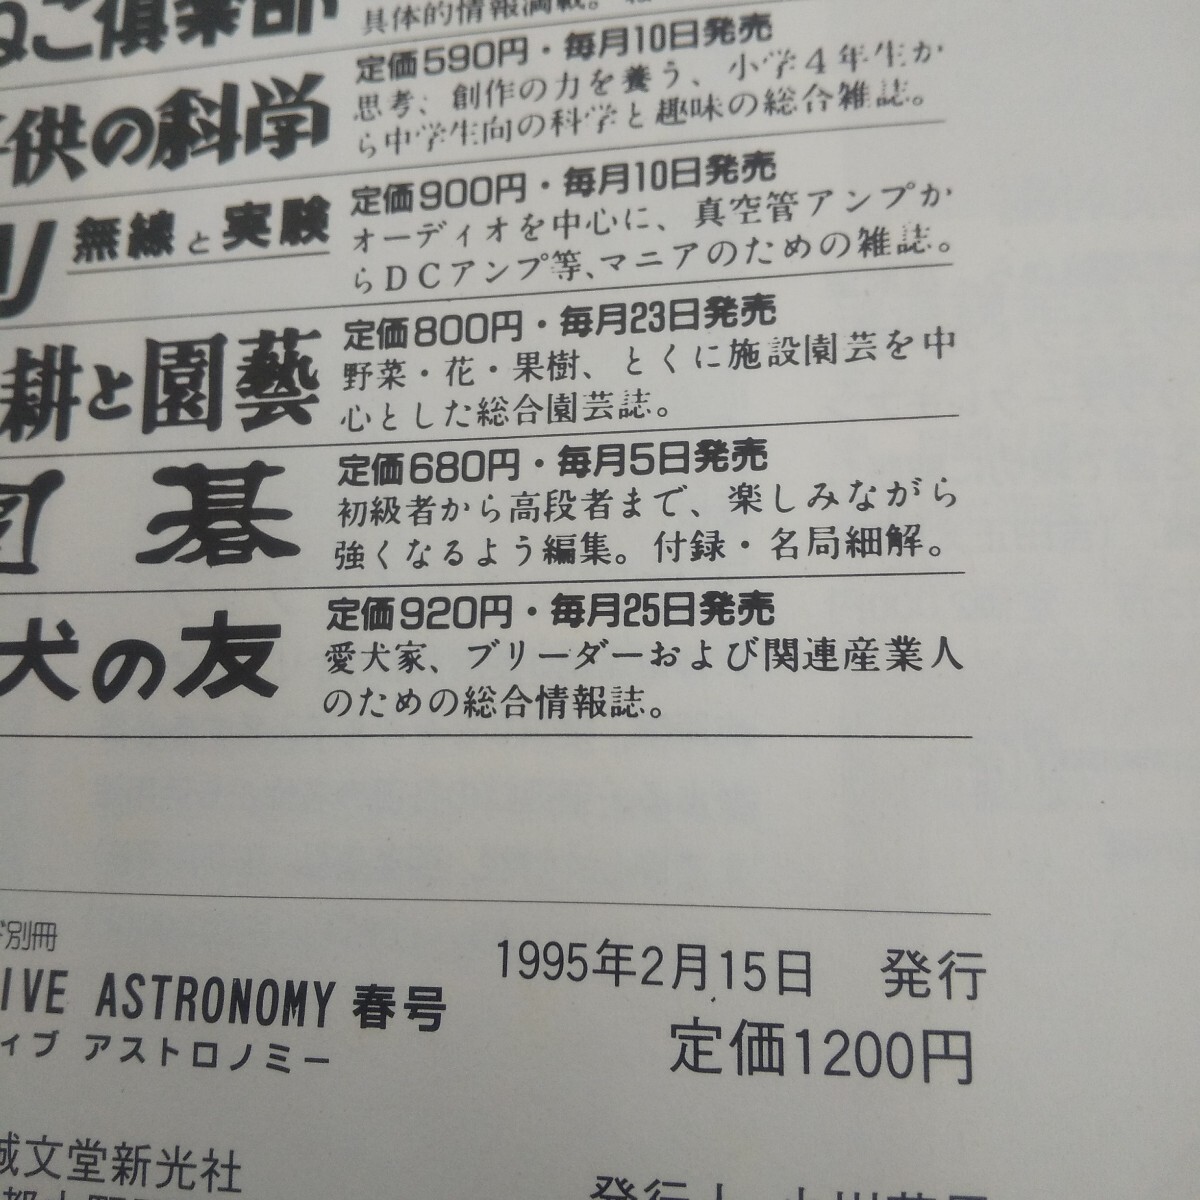 ねこ倶楽部
具体的情報満載。
供の科学
定価590円・毎月10日発売
思考、創作の力を養う、小学4年生か
ら中学生向の科学と趣味の総合雑誌。
無線と実験
定価900円・毎月10日発売
オーディオを中心に、真空管アンプか
らDCアンプ等、マニアのための雑誌。
耕と園藝
定価800円・毎月23日発売
野菜・花・果樹、とくに施設園芸を中
心とした総合園芸誌。
碁
定価680円・毎月5日発売
初級者から高段者まで、楽しみながら
強くなるよう編集。付録・名局細解。
犬の友
定価920円・毎月25日発売
愛犬家、ブリーダーおよび関連産業人
のための総合情報誌。
別冊
IVE ASTRONOMY 春号
ィブ アストロノミー
1995年2月15日 発行
定価1200円
誠文堂新光社